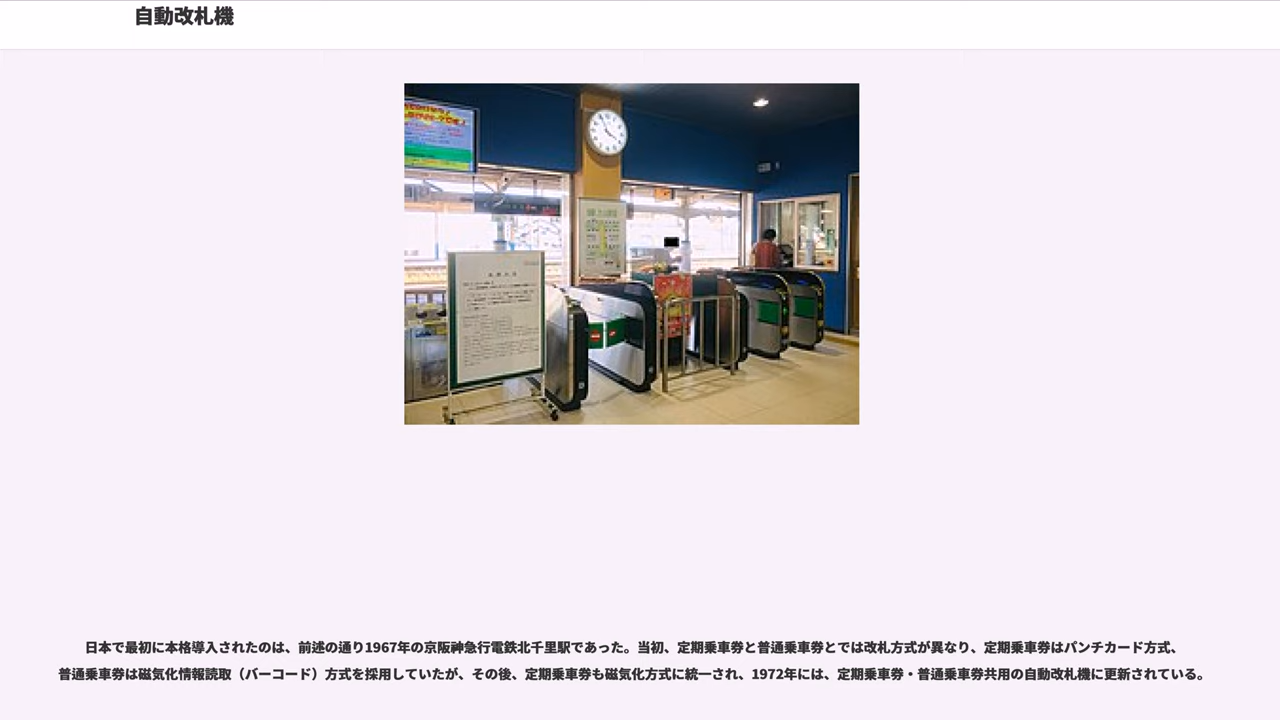 自動改札機
日本で最初に本格導入されたのは、前述の通り1967年の京阪神急行電鉄北千里駅であった。当初、定期乗車券と普通乗車券とでは改札方式が異なり、定期乗車券はパンチカード方式、
普通乗車券は磁気化情報読取（バーコード）方式を採用していたが、その後、定期乗車券も磁気化方式に統一され、1972年には、定期乗車券・普通乗車券共用の自動改札機に更新されている。